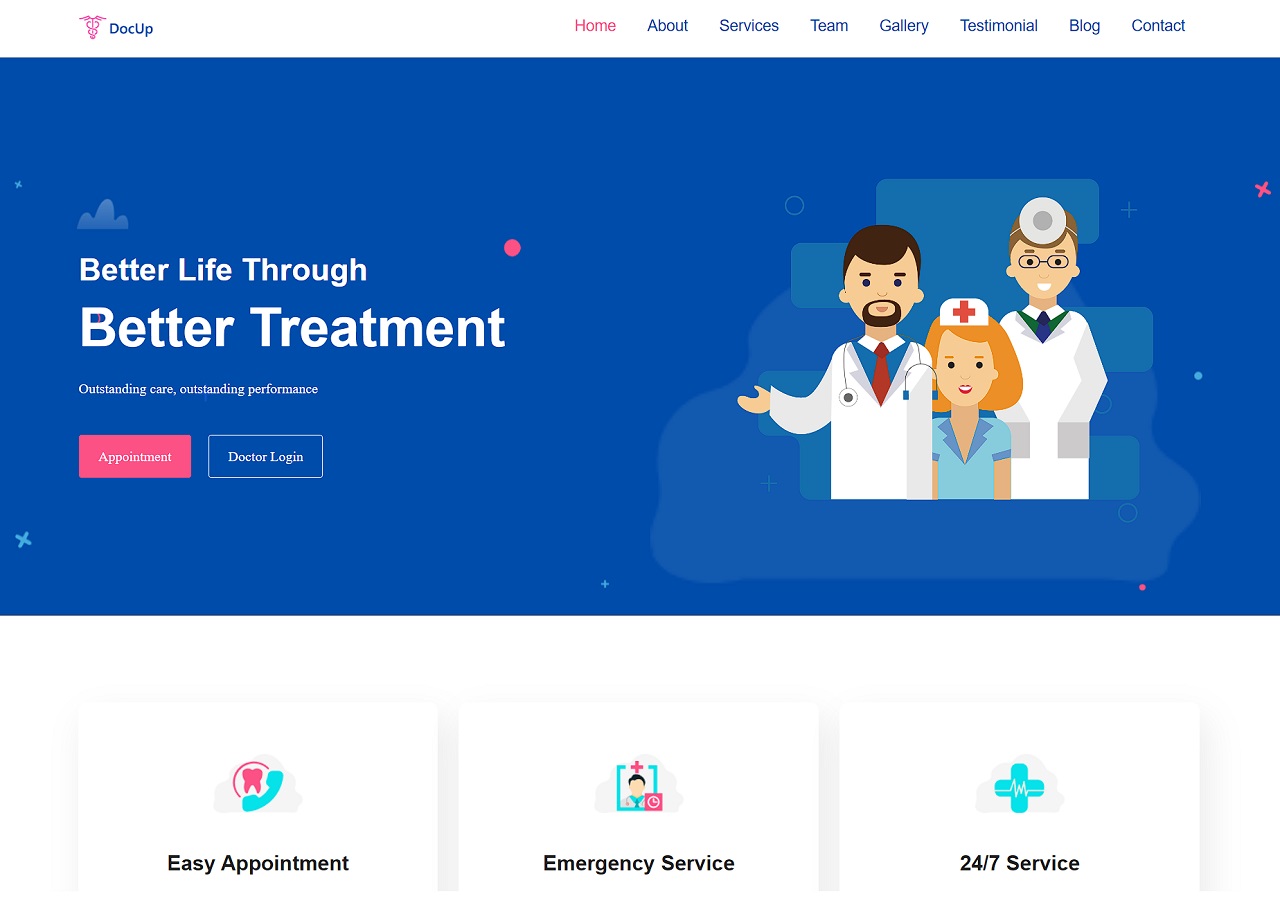 DocUp
Home About Services Team Gallery Testimonial Blog Contact
Better Life Through
Better Treatment
Outstanding care, outstanding performance
Appointment Doctor Login
Easy Appointment Emergency Service 24/7 Service